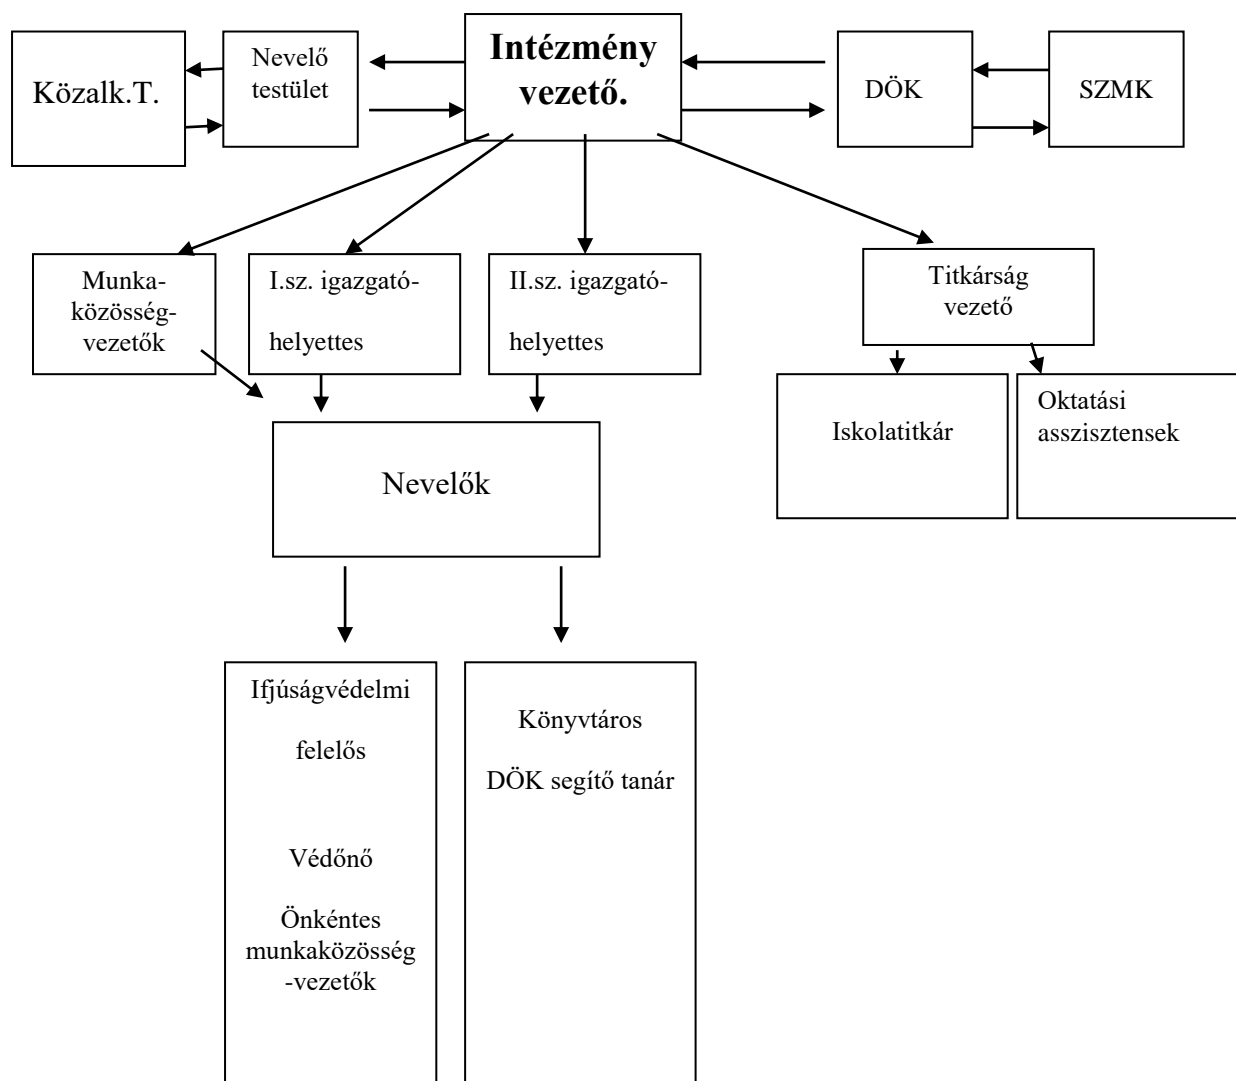 Közalk.T.
Nevelő
testület
Intézmény
vezető.
DÖK
SZMK
Munka-
közösség-
vezetők
I.sz. igazgató-
helyettes
II.sz. igazgató-
helyettes
Titkárság
vezető
Iskolatitkár
Oktatási
asszisztensek
Nevelők
Ifjúságvédelmi
felelős
Védőnő
Önkéntes
munkaközösség
-vezetők
Könyvtáros
DÖK segítő tanár